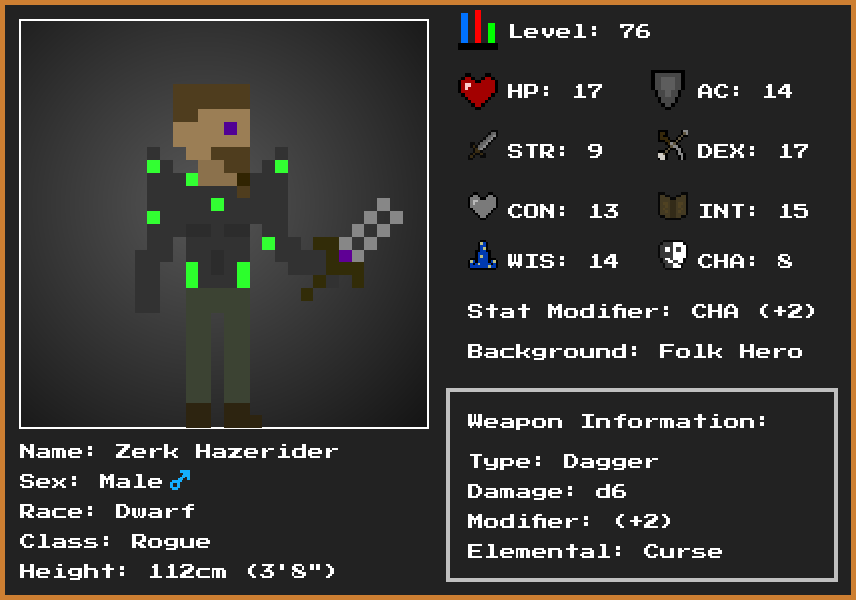 Level: 76
HP: 17
AC: 14
STR: 9
DEX: 17
CON: 13
INT: 15
WIS: 14
CHA: 8
Stat Modifier: CHA (+2)
Background: Folk Hero
Weapon Information:
Type: Dagger
Damage: d6
Modifier: (+2)
Elemental: Curse
Name: Zerk Hazerider
Sex: Male♂
Race: Dwarf
Class: Rogue
Height: 112cm (3'8")